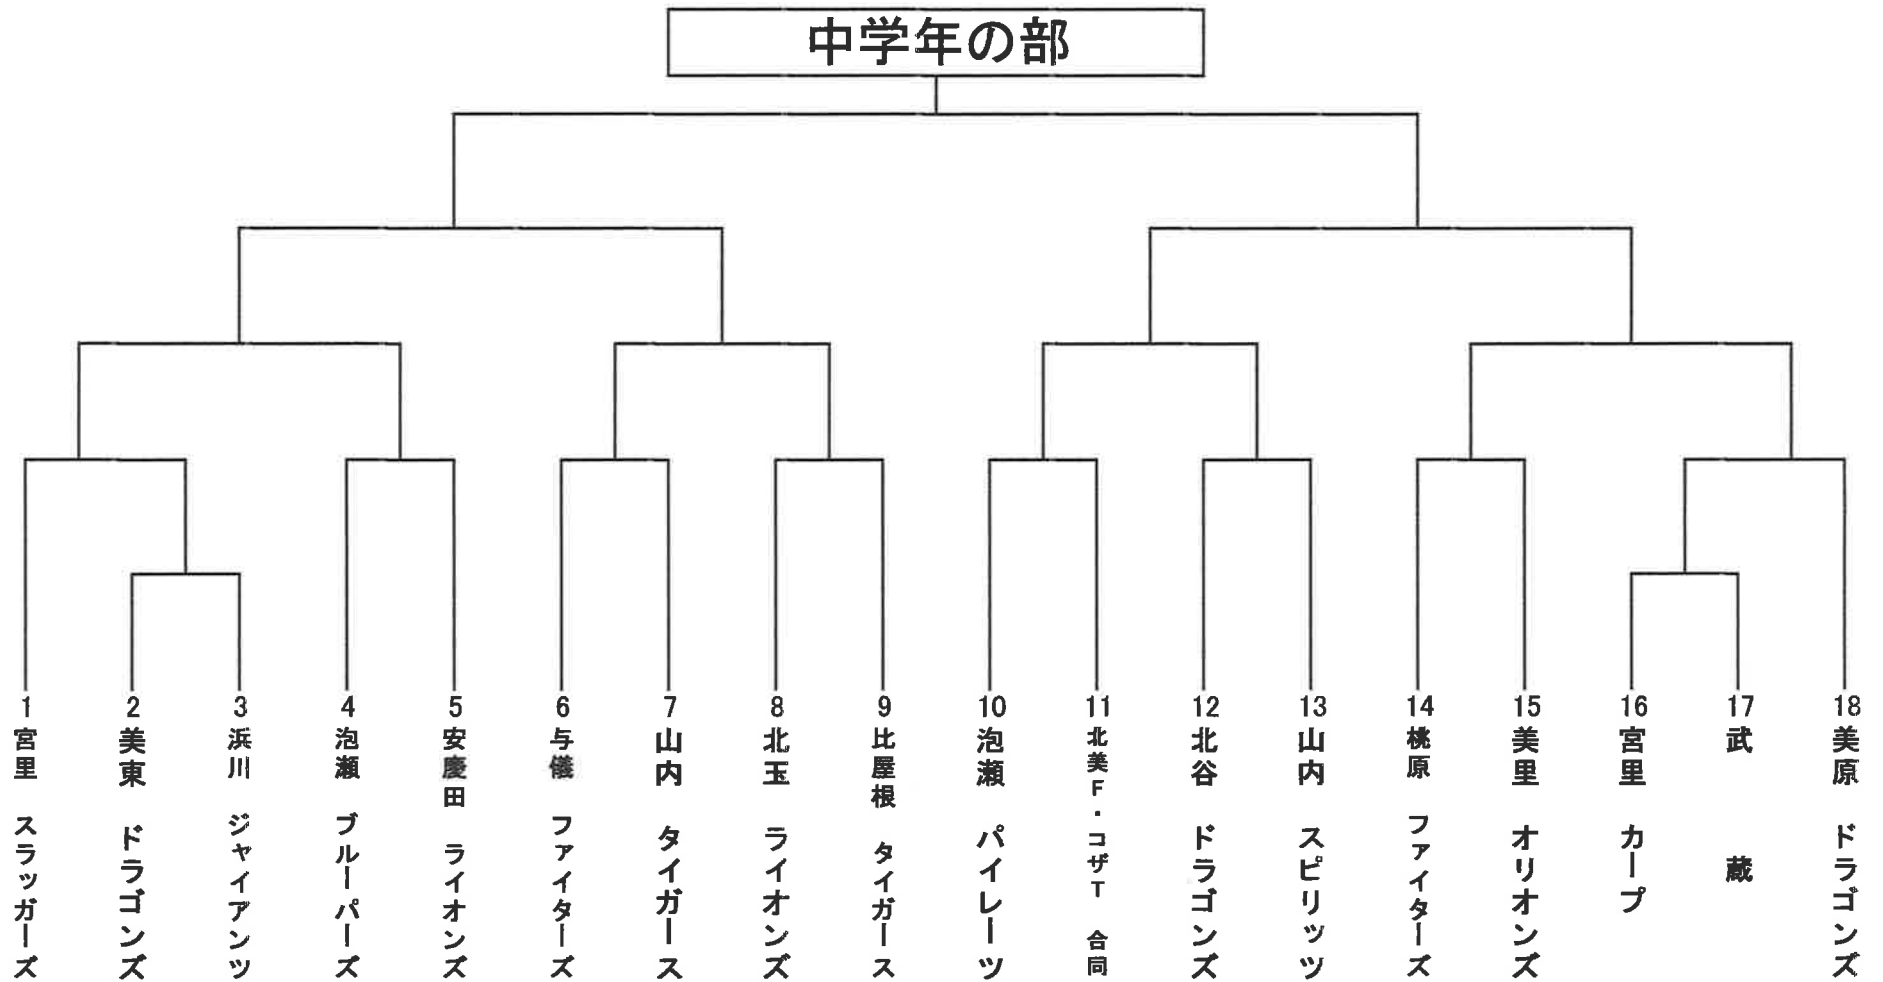 中学年の部
1 宮里 スラッガーズ
2 美東 ドラゴンズ
3 浜川 ジャイアンツ
4 泡瀬 ブルーパーズ
5 安慶田 ライオンズ
6 与儀 ファイターズ
7 山内 タイガース
8 北玉 ライオンズ
9 比屋根 タイガース
10 泡瀬 パイレーツ
11 北美F・コザT 合同
12 北谷 ドラゴンズ
13 山内 スピリッツ
14 桃原 ファイターズ
15 美里 オリオンズ
16 宮里 カープ
17 武 蔵
18 美原 ドラゴンズ